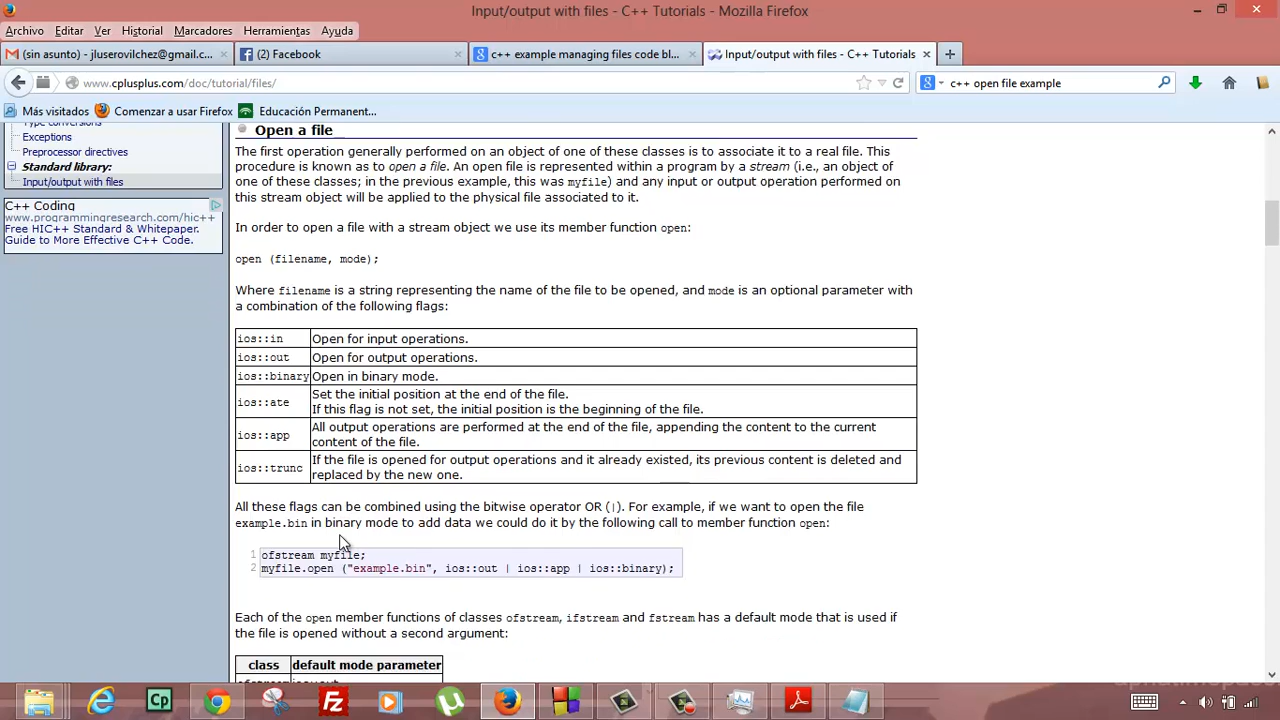 Input/output with files - C++ Tutorials - Mozilla Firefox
Archivo Editar Ver Historial Marcadores Herramientas Ayuda
(sin asunto) - jluserovilchez@gmail.c... × (2) Facebook × c++ example managing files code bl... × Input/output with files - C++ Tutorials × +
www.cplusplus.com/doc/tutorial/files/ c++ open file example
Más visitados Comenzar a usar Firefox Educación Permanent...
Type conversions
Exceptions
Preprocessor directives
Standard library:
Input/output with files
C++ Coding
www.programmingresearch.com/hic++
Free HIC++ Standard & Whitepaper.
Guide to More Effective C++ Code.
Open a file
The first operation generally performed on an object of one of these classes is to associate it to a real file. This
procedure is known as to open a file. An open file is represented within a program by a stream (i.e., an object of
one of these classes; in the previous example, this was myfile) and any input or output operation performed on
this stream object will be applied to the physical file associated to it.
In order to open a file with a stream object we use its member function open:
open (filename, mode);
Where filename is a string representing the name of the file to be opened, and mode is an optional parameter with
a combination of the following flags:
ios::in Open for input operations.
ios::out Open for output operations.
ios::binary Open in binary mode.
ios::ate Set the initial position at the end of the file.
If this flag is not set, the initial position is the beginning of the file.
ios::app All output operations are performed at the end of the file, appending the content to the current
content of the file.
ios::trunc If the file is opened for output operations and it already existed, its previous content is deleted and
replaced by the new one.
All these flags can be combined using the bitwise operator OR (|). For example, if we want to open the file
example.bin in binary mode to add data we could do it by the following call to member function open:
1 ofstream myfile;
2 myfile.open ("example.bin", ios::out | ios::app | ios::binary);
Each of the open member functions of classes ofstream, ifstream and fstream has a default mode that is used if
the file is opened without a second argument:
class default mode parameter